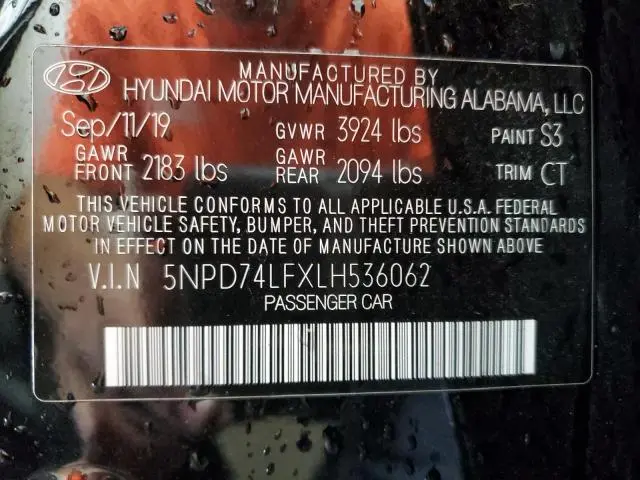 MANUFACTURED BY
HYUNDAI MOTOR MANUFACTURING ALABAMA, LLC
Sep/11/19 GVWR 3924 lbs PAINT S3
GAWR FRONT 2183 lbs GAWR REAR 2094 lbs TRIM CT
THIS VEHICLE CONFORMS TO ALL APPLICABLE U.S.A. FEDERAL
MOTOR VEHICLE SAFETY, BUMPER, AND THEFT PREVENTION STANDARDS
IN EFFECT ON THE DATE OF MANUFACTURE SHOWN ABOVE
V.I.N 5NPD74LFXLH536062
PASSENGER CAR